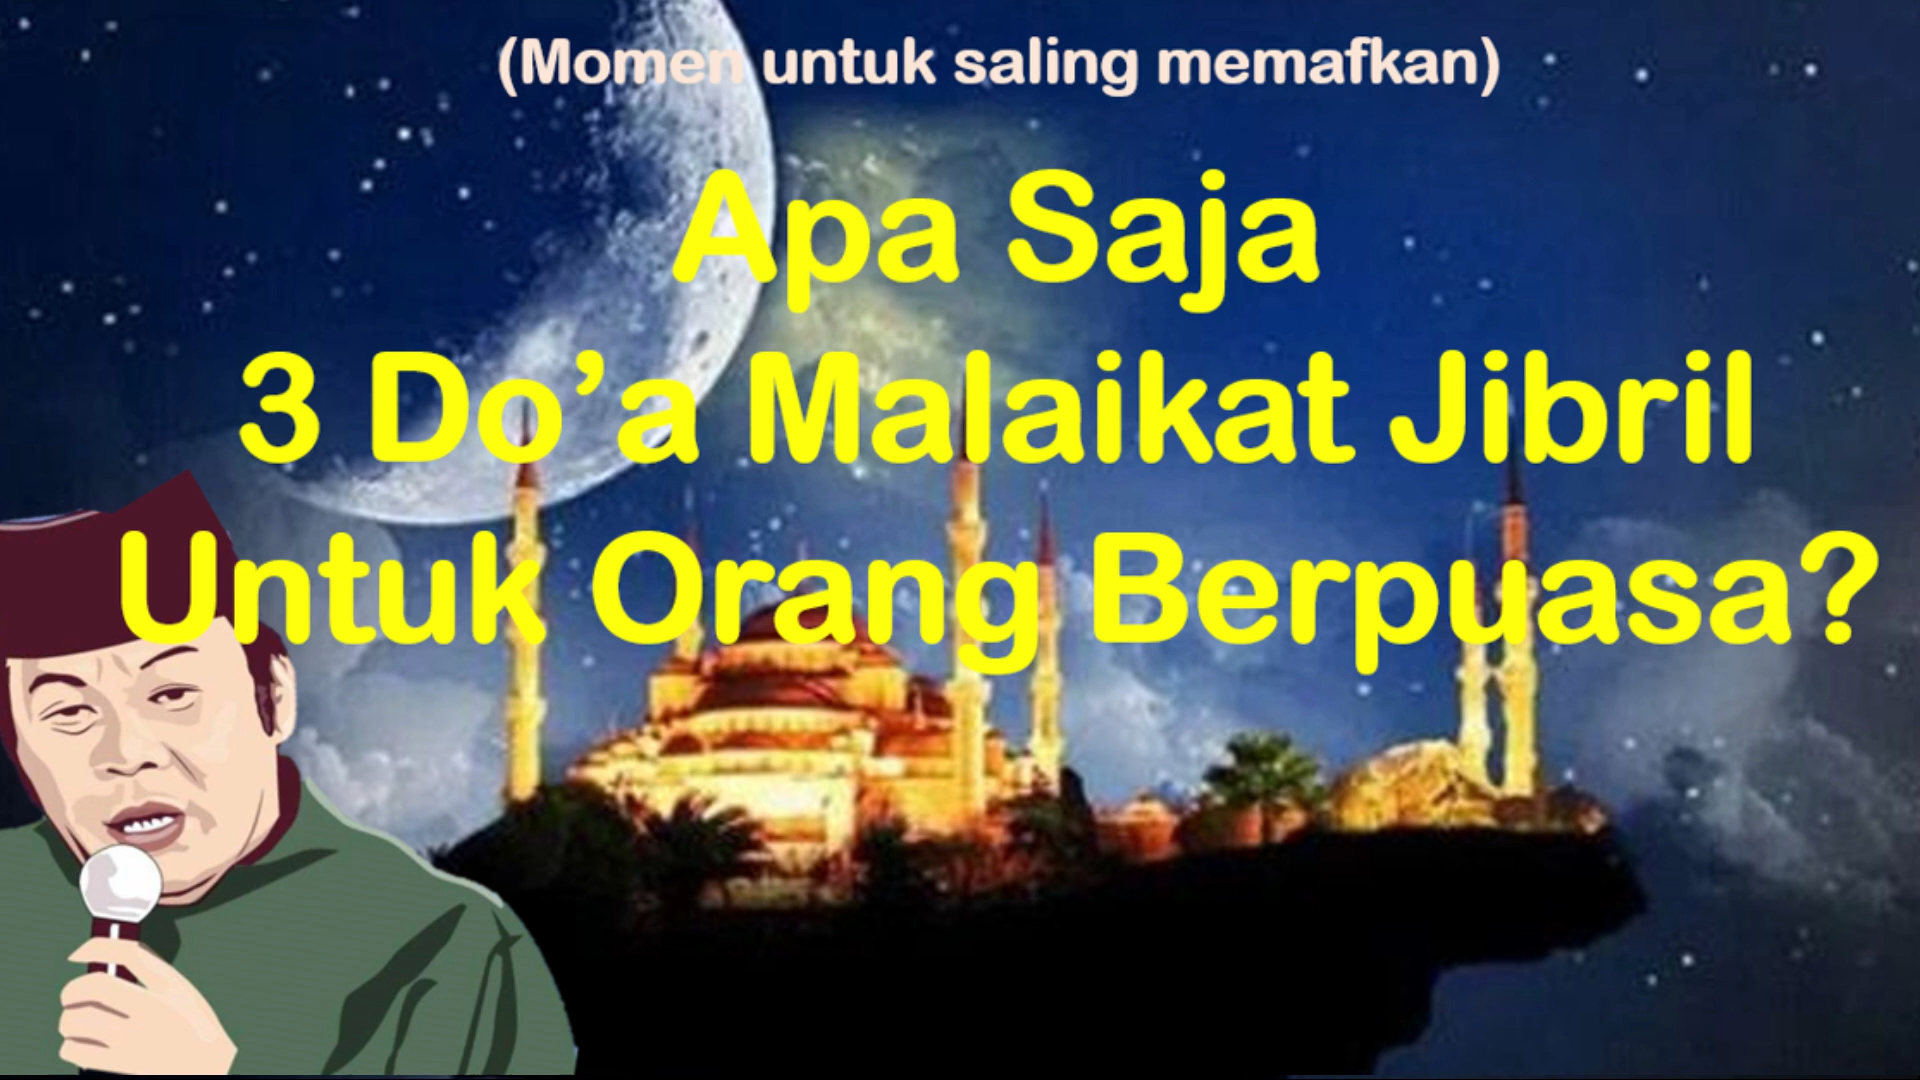 (Momen untuk saling memafkan)
Apa Saja
3 Do’a Malaikat Jibril
Untuk Orang Berpuasa?